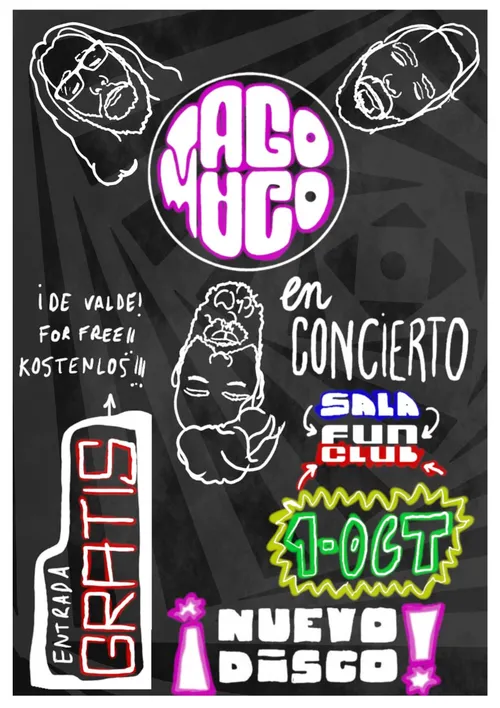 TAGO
MAGO
en
CONCIERTO
¡DE VALDE!
FOR FREE!!
KOSTENLOS!!!
SALA
FUN
CLUB
1-OCT
ENTRADA
GRATIS
¡NUEVO
DISCO!